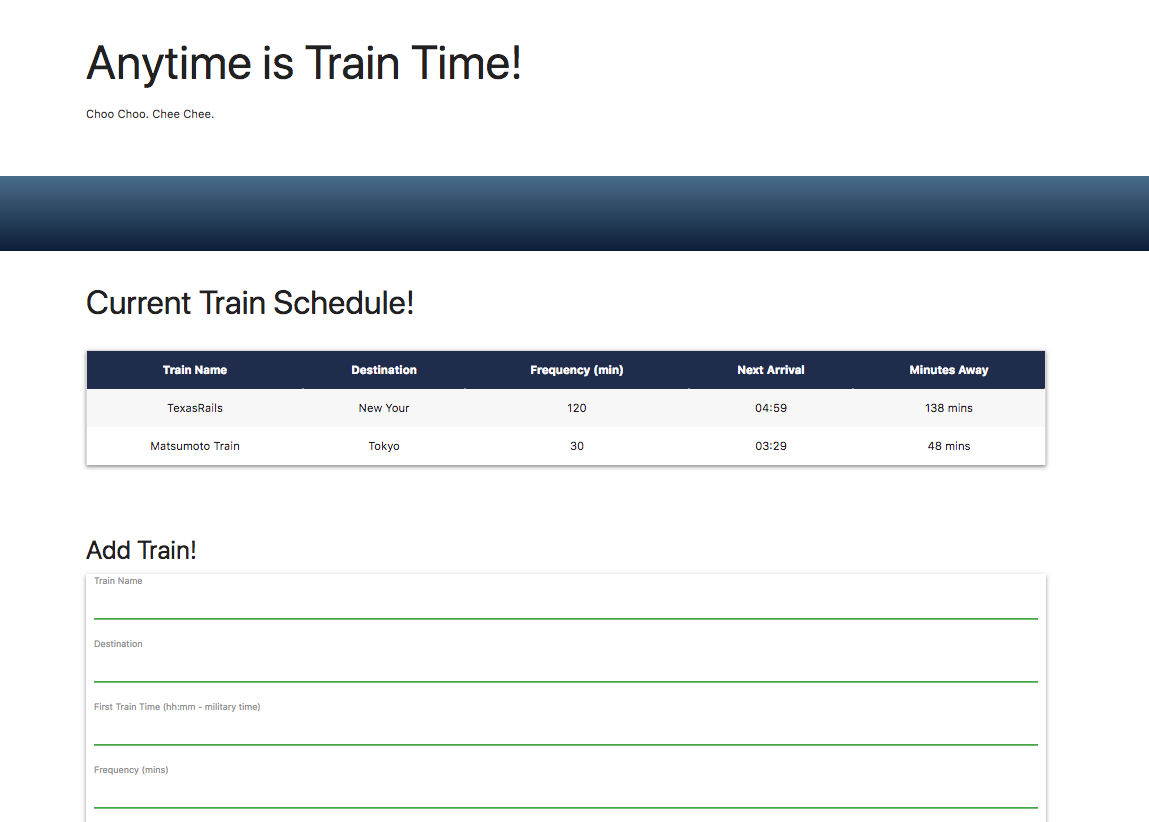 Anytime is Train Time!
Choo Choo. Chee Chee.
Current Train Schedule!
Train Name Destination Frequency (min) Next Arrival Minutes Away
TexasRails New Your 120 04:59 138 mins
Matsumoto Train Tokyo 30 03:29 48 mins
Add Train!
Train Name
Destination
First Train Time (hh:mm - military time)
Frequency (mins)